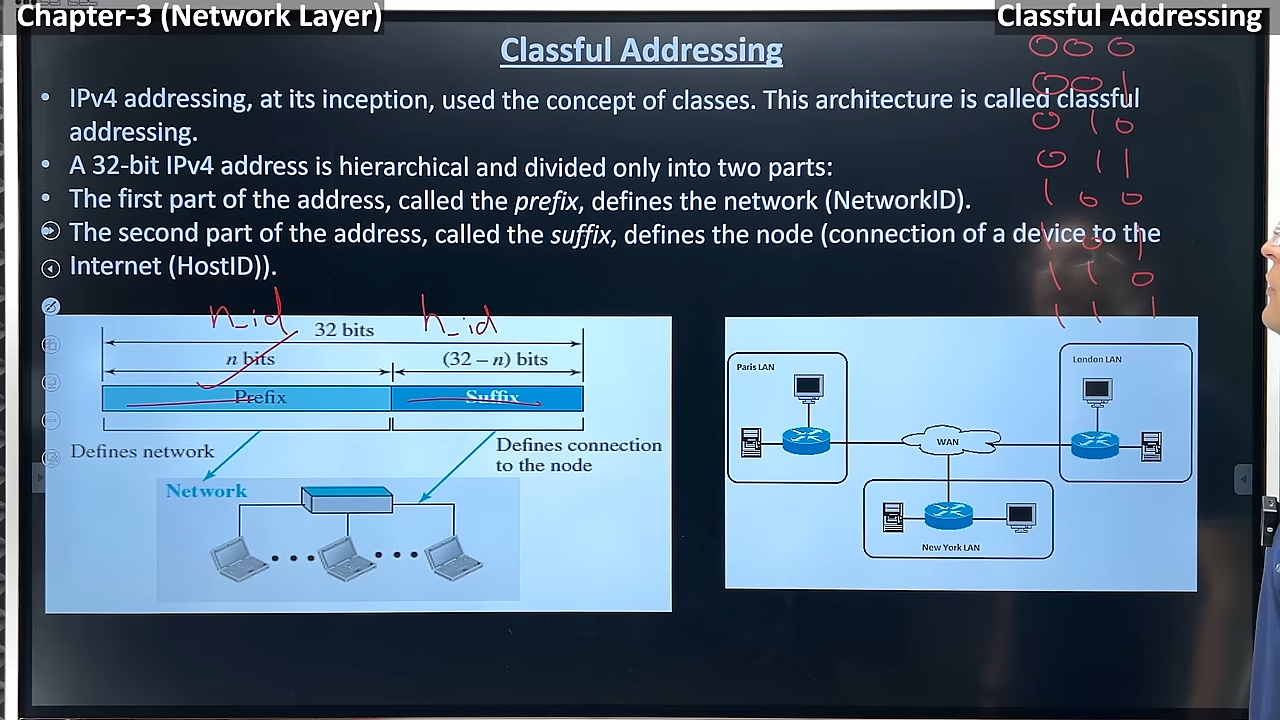 Chapter-3 (Network Layer)
Classful Addressing
Classful Addressing
• IPv4 addressing, at its inception, used the concept of classes. This architecture is called classful
addressing.
• A 32-bit IPv4 address is hierarchical and divided only into two parts:
• The first part of the address, called the prefix, defines the network (NetworkID).
The second part of the address, called the suffix, defines the node (connection of a device to the
Internet (HostID)).
0 0 0
0 0 1
0 1 0
0 1 1
1 0 0
1 0 1
1 1 0
1 1 1
n_id
h_id
32 bits
n bits
(32 – n) bits
Prefix
Suffix
Defines network
Defines connection
to the node
Network
Paris LAN
London LAN
WAN
New York LAN